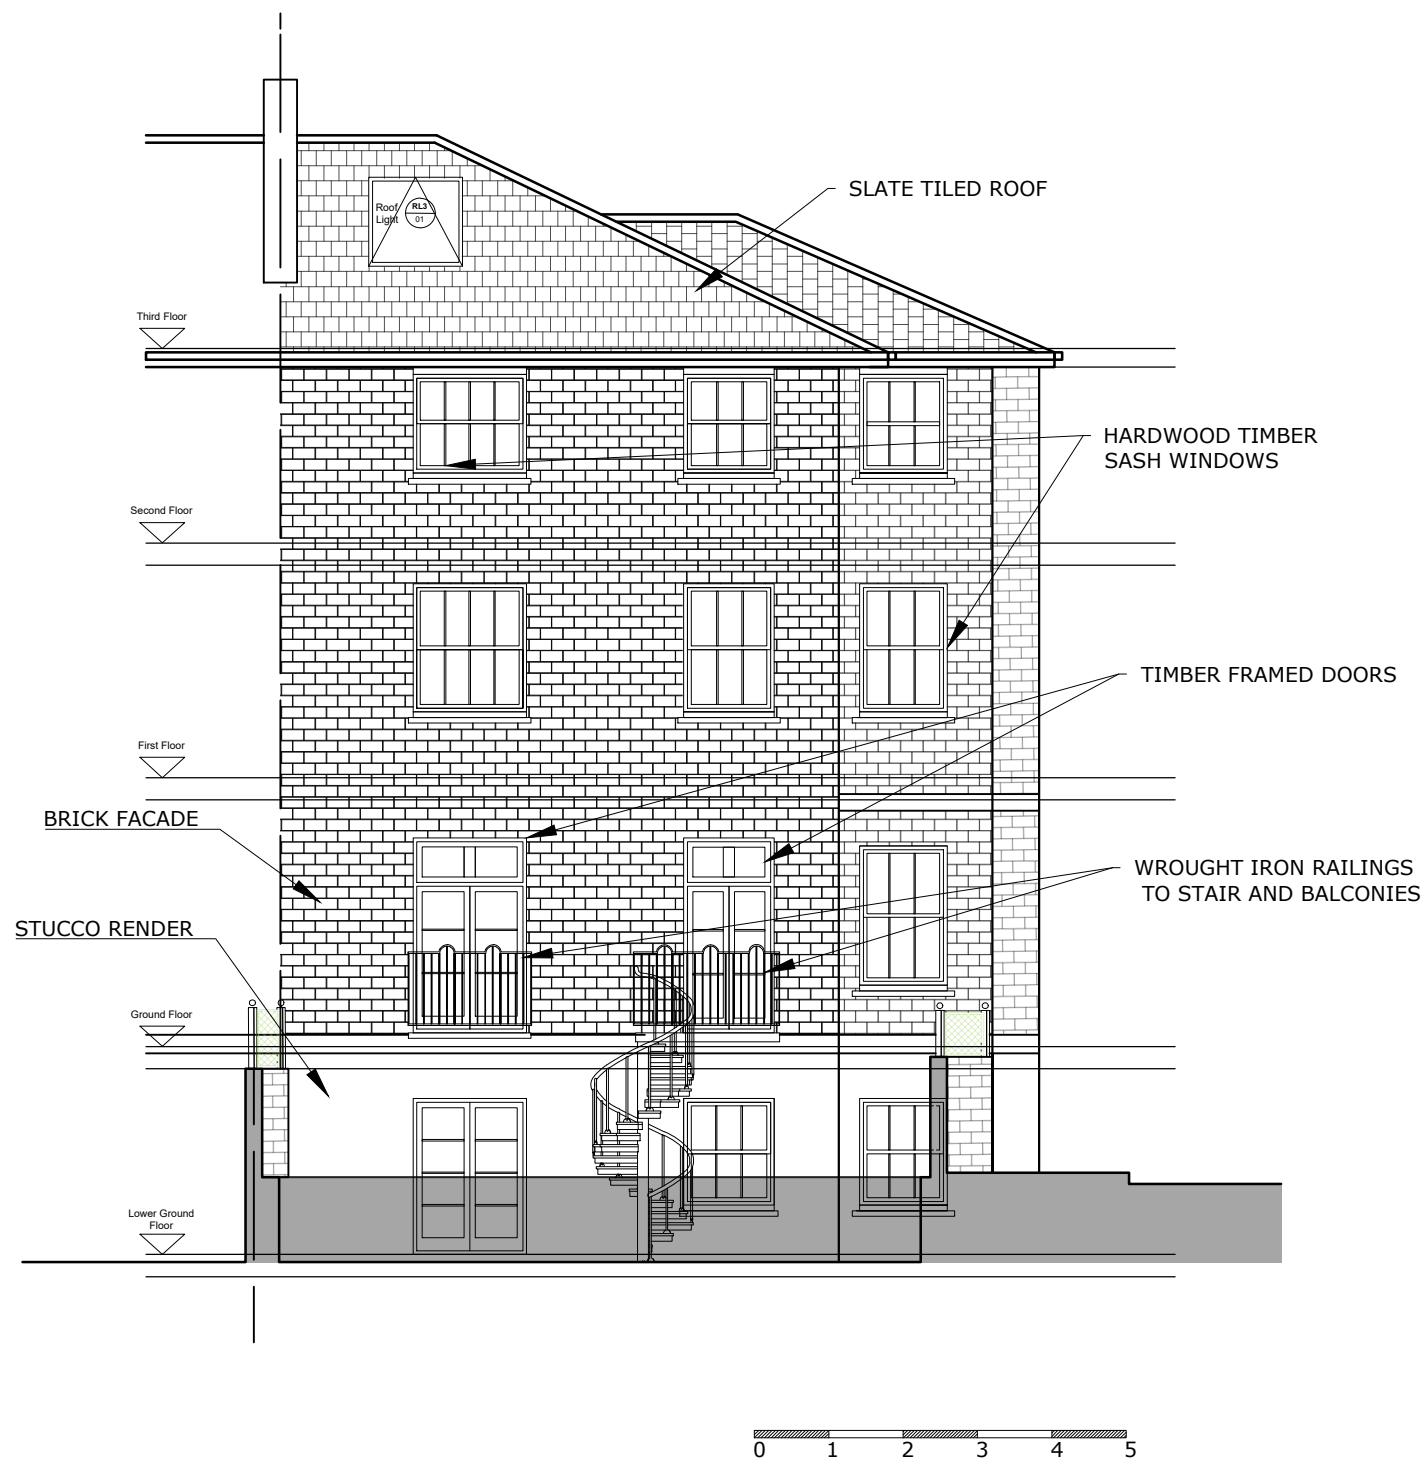 SLATE TILED ROOF
RL3
Roof
Light
01
Third Floor
HARDWOOD TIMBER
SASH WINDOWS
Second Floor
TIMBER FRAMED DOORS
First Floor
BRICK FACADE
WROUGHT IRON RAILINGS
TO STAIR AND BALCONIES
STUCCO RENDER
Ground Floor
Lower Ground
Floor
0 1 2 3 4 5